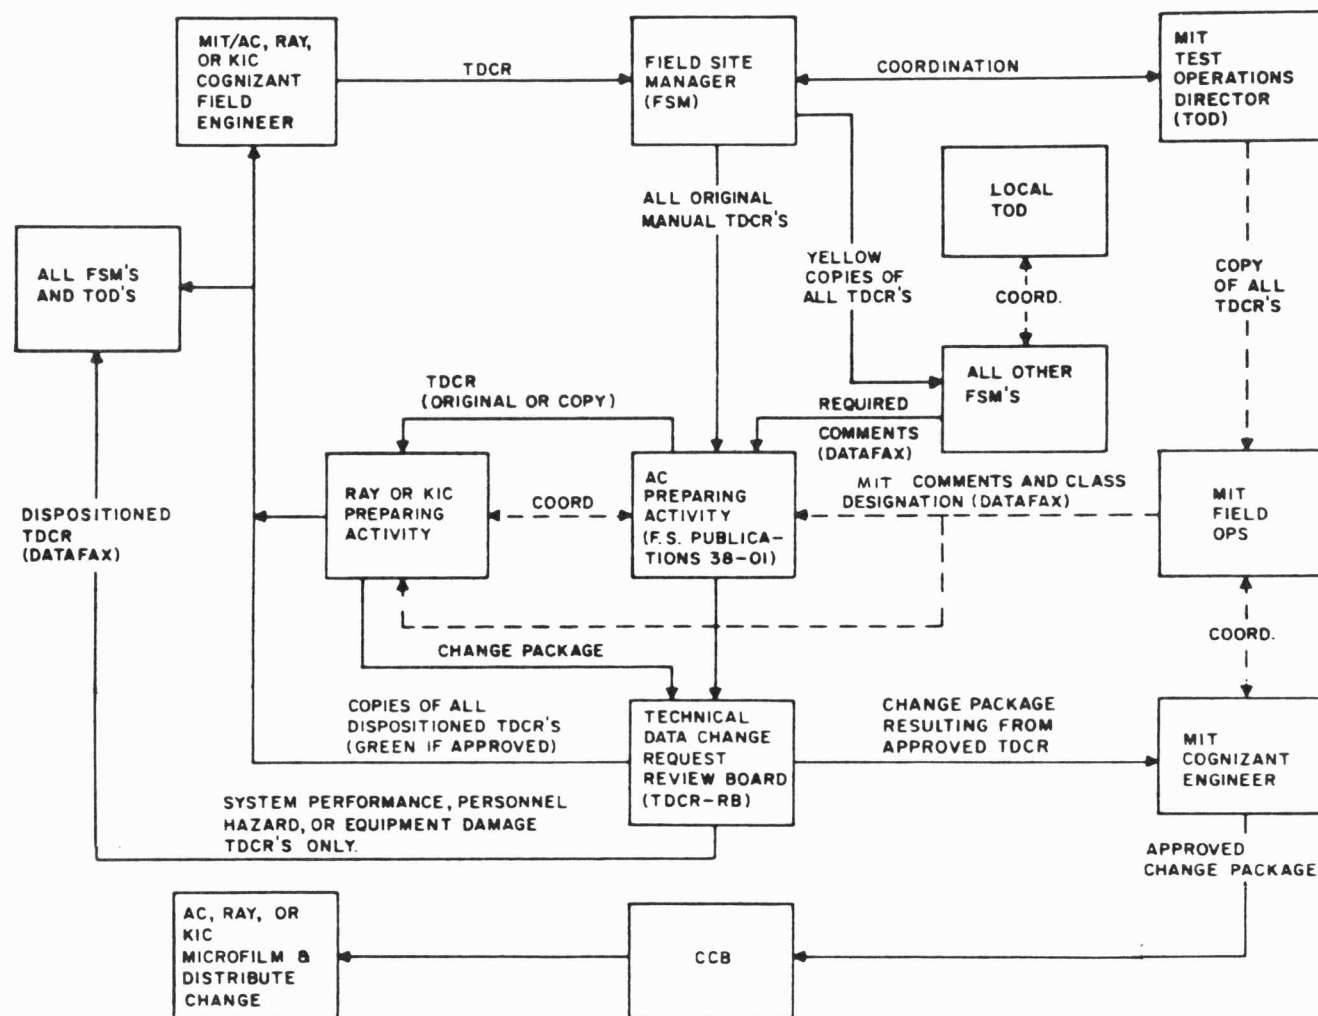 MIT/AC, RAY,
OR KIC
COGNIZANT
FIELD
ENGINEER
TDCR
FIELD SITE
MANAGER
(FSM)
COORDINATION
MIT
TEST
OPERATIONS
DIRECTOR
(TOD)
ALL ORIGINAL
MANUAL TDCR'S
LOCAL
TOD
ALL FSM'S
AND TOD'S
YELLOW
COPIES OF
ALL TDCR'S
COORD.
COPY
OF ALL
TDCR'S
ALL OTHER
FSM'S
TDCR
(ORIGINAL OR COPY)
REQUIRED
COMMENTS
(DATAFAX)
DISPOSITIONED
TDCR
(DATAFAX)
RAY OR KIC
PREPARING
ACTIVITY
COORD
AC
PREPARING
ACTIVITY
(F.S. PUBLICA-
TIONS 38-01)
MIT COMMENTS AND CLASS
DESIGNATION (DATAFAX)
MIT
FIELD
OPS
COORD.
CHANGE PACKAGE
COPIES OF ALL
DISPOSITIONED TDCR'S
(GREEN IF APPROVED)
TECHNICAL
DATA CHANGE
REQUEST
REVIEW BOARD
(TDCR-RB)
CHANGE PACKAGE
RESULTING FROM
APPROVED TDCR
MIT
COGNIZANT
ENGINEER
SYSTEM PERFORMANCE, PERSONNEL
HAZARD, OR EQUIPMENT DAMAGE
TDCR'S ONLY.
APPROVED
CHANGE PACKAGE
AC, RAY, OR
KIC
MICROFILM &
DISTRIBUTE
CHANGE
CCB